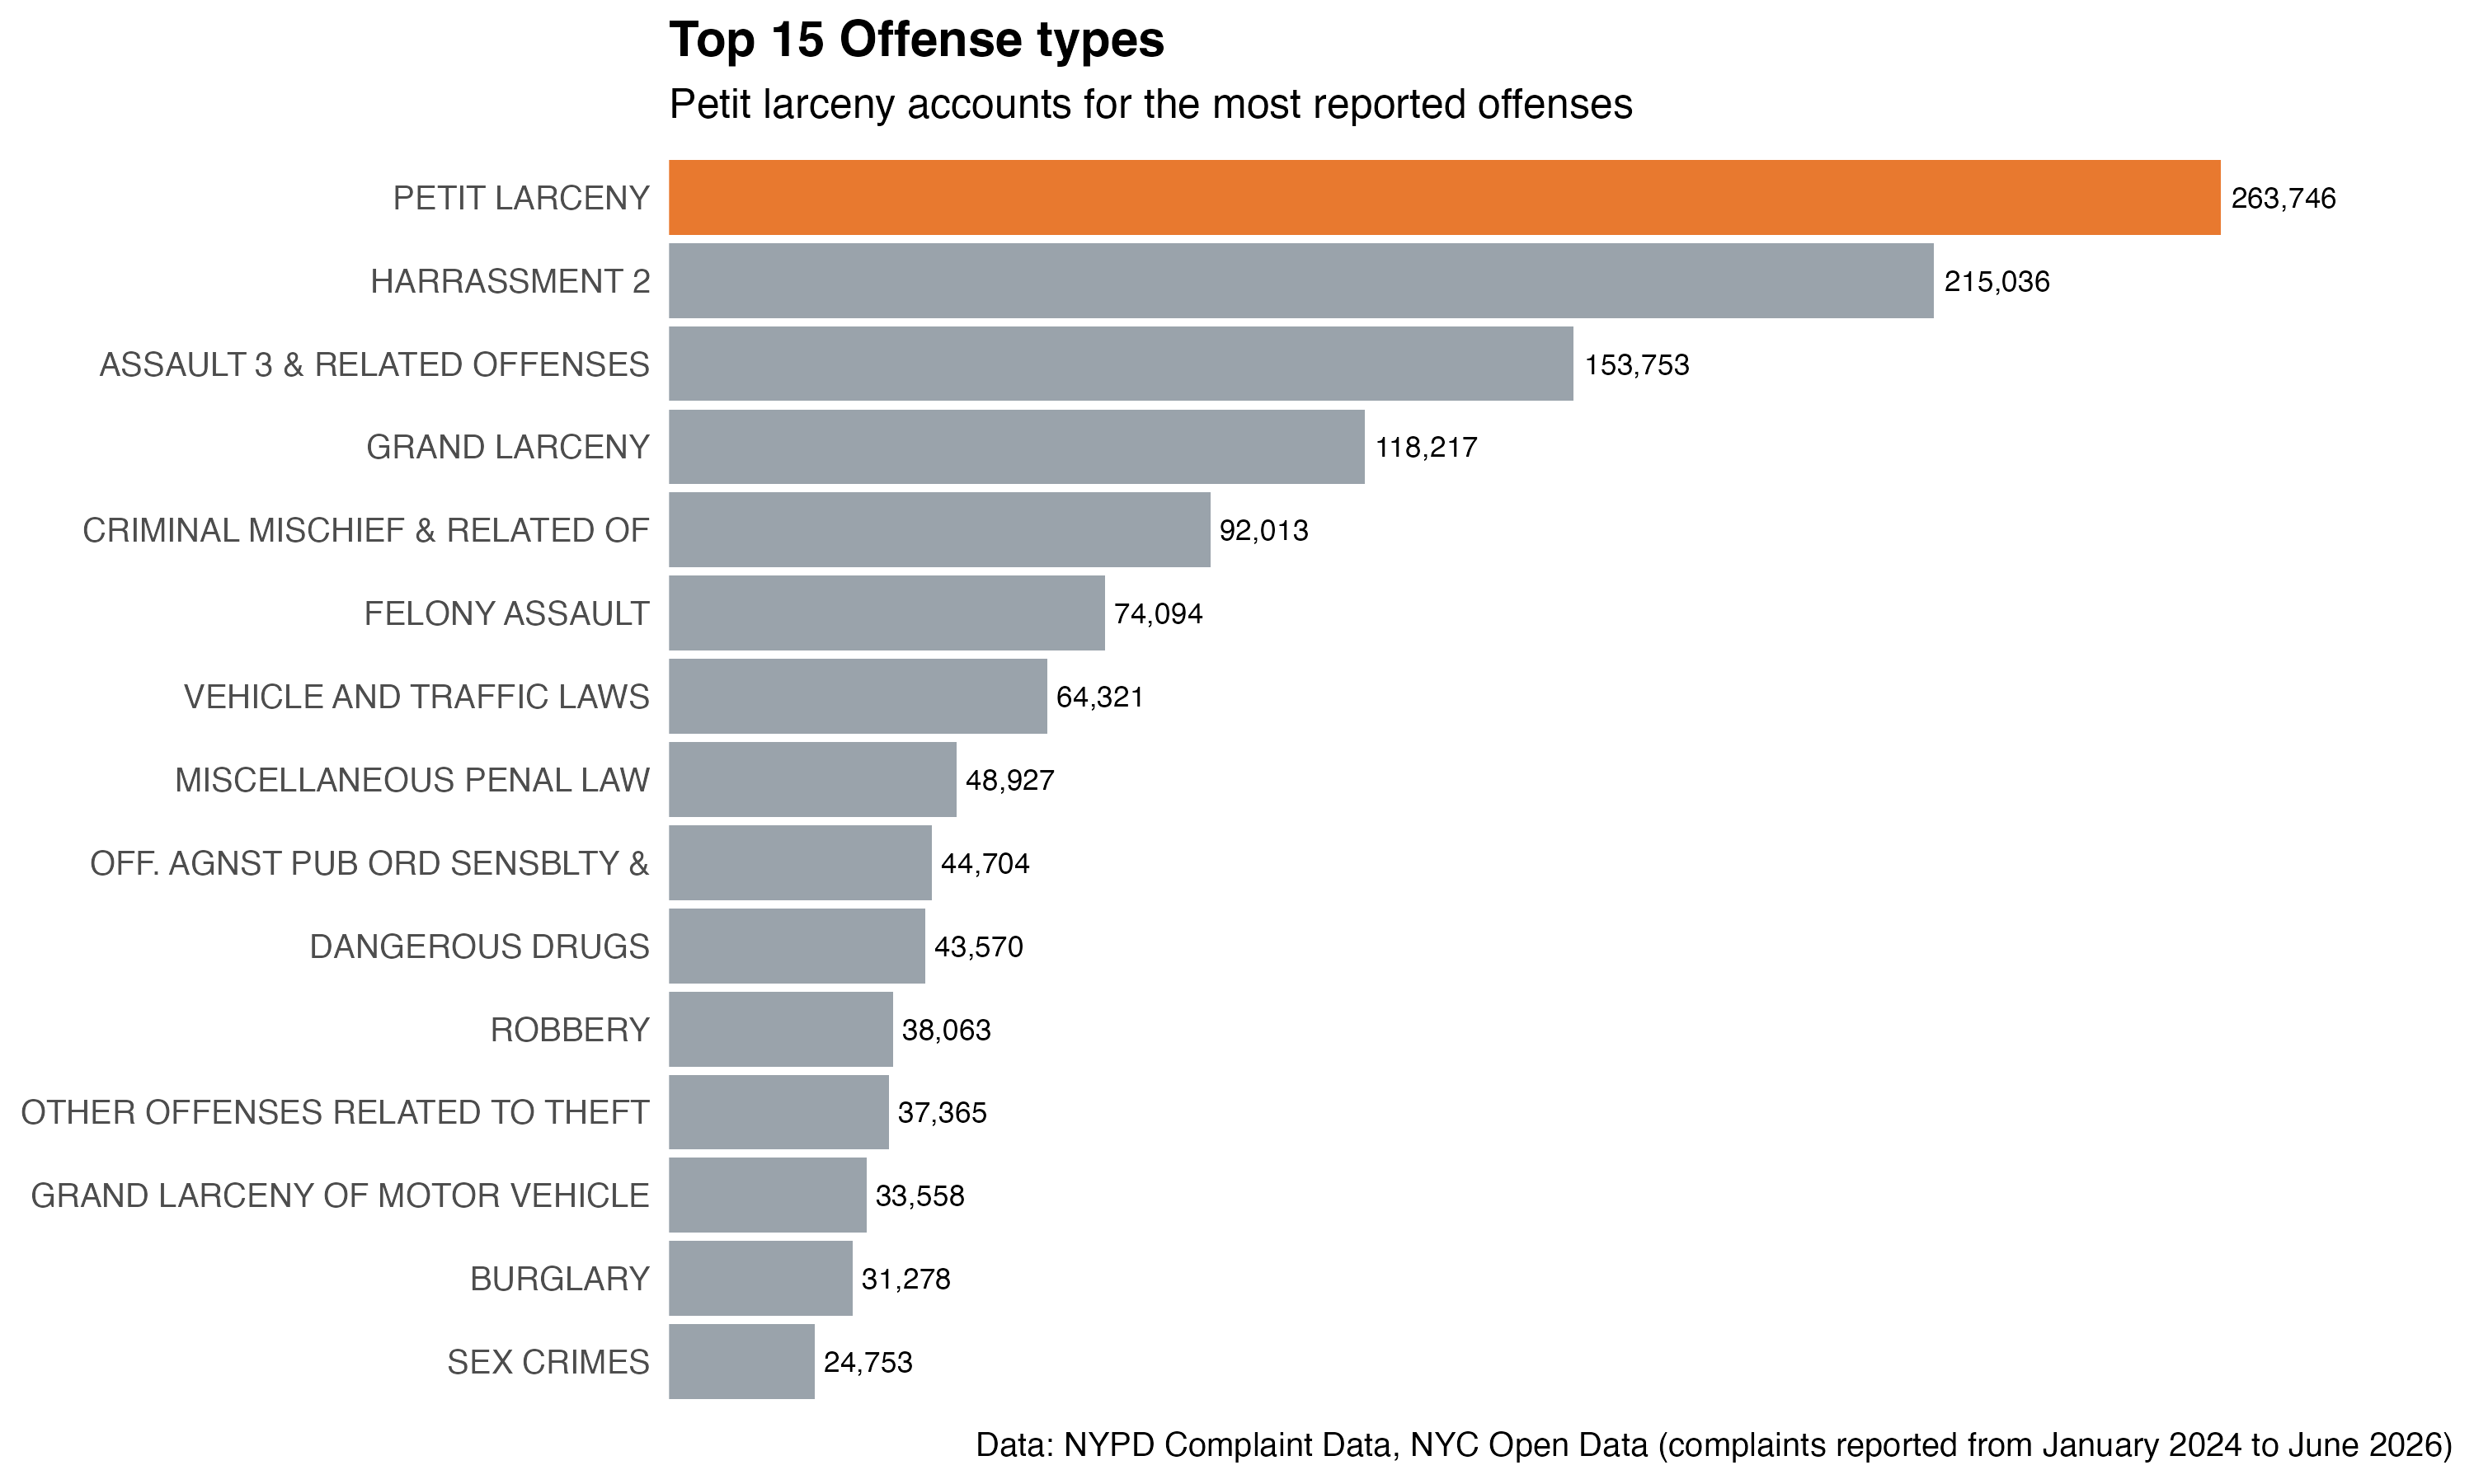 Top 15 Offense types
Petit larceny accounts for the most reported offenses
PETIT LARCENY 263,746
HARRASSMENT 2 215,036
ASSAULT 3 & RELATED OFFENSES 153,753
GRAND LARCENY 118,217
CRIMINAL MISCHIEF & RELATED OF 92,013
FELONY ASSAULT 74,094
VEHICLE AND TRAFFIC LAWS 64,321
MISCELLANEOUS PENAL LAW 48,927
OFF. AGNST PUB ORD SENSBLTY & 44,704
DANGEROUS DRUGS 43,570
ROBBERY 38,063
OTHER OFFENSES RELATED TO THEFT 37,365
GRAND LARCENY OF MOTOR VEHICLE 33,558
BURGLARY 31,278
SEX CRIMES 24,753
Data: NYPD Complaint Data, NYC Open Data (complaints reported from January 2024 to June 2026)